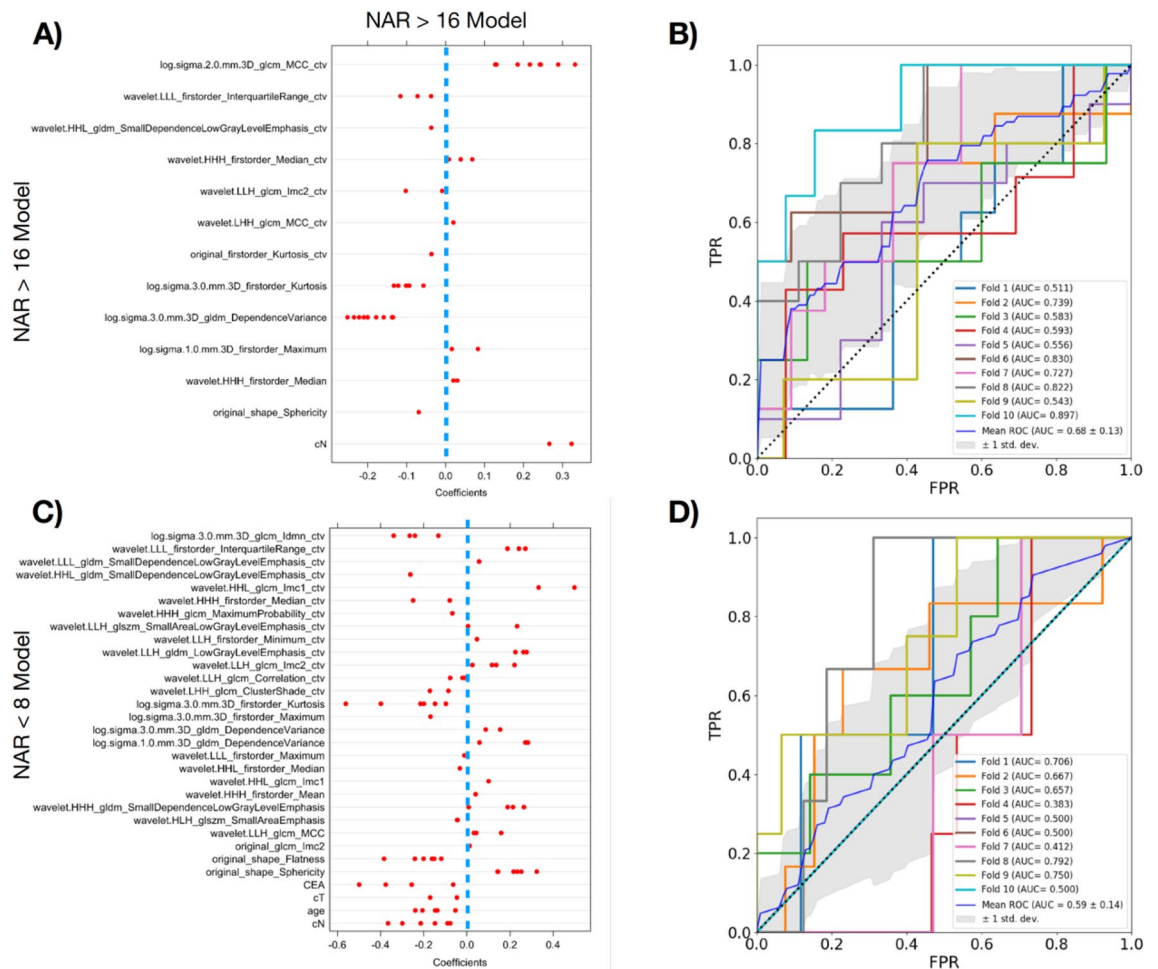 NAR > 16 Model
A)
NAR > 16 Model
log.sigma.2.0.mm.3D_glcm_MCC_ctv
wavelet.LLL_firstorder_InterquartileRange_ctv
wavelet.HHL_gldm_SmallDependenceLowGrayLevelEmphasis_ctv
wavelet.HHH_firstorder_Median_ctv
wavelet.LLH_glcm_Imc2_ctv
wavelet.LHH_glcm_MCC_ctv
original_firstorder_Kurtosis_ctv
log.sigma.3.0.mm.3D_firstorder_Kurtosis
log.sigma.3.0.mm.3D_gldm_DependenceVariance
log.sigma.1.0.mm.3D_firstorder_Maximum
wavelet.HHH_firstorder_Median
original_shape_Sphericity
cN
-0.2 -0.1 0.0 0.1 0.2 0.3
Coefficients
B)
TPR
1.0
0.8
0.6
0.4
0.2
0.0
0.0 0.2 0.4 0.6 0.8 1.0
FPR
Fold 1 (AUC= 0.511)
Fold 2 (AUC= 0.739)
Fold 3 (AUC= 0.583)
Fold 4 (AUC= 0.593)
Fold 5 (AUC= 0.556)
Fold 6 (AUC= 0.830)
Fold 7 (AUC= 0.727)
Fold 8 (AUC= 0.822)
Fold 9 (AUC= 0.543)
Fold 10 (AUC= 0.897)
Mean ROC (AUC = 0.68 ± 0.13)
± 1 std. dev.
C)
NAR < 8 Model
log.sigma.3.0.mm.3D_glcm_Idmn_ctv
wavelet.LLL_firstorder_InterquartileRange_ctv
wavelet.LLL_gldm_SmallDependenceLowGrayLevelEmphasis_ctv
wavelet.HHL_gldm_SmallDependenceLowGrayLevelEmphasis_ctv
wavelet.HHL_glcm_Imc1_ctv
wavelet.HHH_firstorder_Median_ctv
wavelet.HHH_glcm_MaximumProbability_ctv
wavelet.LLH_glszm_SmallAreaLowGrayLevelEmphasis_ctv
wavelet.LLH_firstorder_Minimum_ctv
wavelet.LLH_gldm_LowGrayLevelEmphasis_ctv
wavelet.LLH_glcm_Imc2_ctv
wavelet.LLH_glcm_Correlation_ctv
wavelet.LHH_glcm_ClusterShade_ctv
log.sigma.3.0.mm.3D_firstorder_Kurtosis
log.sigma.3.0.mm.3D_firstorder_Maximum
log.sigma.3.0.mm.3D_gldm_DependenceVariance
log.sigma.1.0.mm.3D_gldm_DependenceVariance
wavelet.LLL_firstorder_Maximum
wavelet.HHL_firstorder_Median
wavelet.HHL_glcm_Imc1
wavelet.HHH_firstorder_Mean
wavelet.HHH_gldm_SmallDependenceLowGrayLevelEmphasis
wavelet.HLH_glszm_SmallAreaEmphasis
wavelet.LLH_glcm_MCC
original_glcm_Imc2
original_shape_Flatness
original_shape_Sphericity
CEA
cT
age
cN
-0.6 -0.4 -0.2 0.0 0.2 0.4
Coefficients
D)
TPR
1.0
0.8
0.6
0.4
0.2
0.0
0.0 0.2 0.4 0.6 0.8 1.0
FPR
Fold 1 (AUC= 0.706)
Fold 2 (AUC= 0.667)
Fold 3 (AUC= 0.657)
Fold 4 (AUC= 0.383)
Fold 5 (AUC= 0.500)
Fold 6 (AUC= 0.500)
Fold 7 (AUC= 0.412)
Fold 8 (AUC= 0.792)
Fold 9 (AUC= 0.750)
Fold 10 (AUC= 0.500)
Mean ROC (AUC = 0.59 ± 0.14)
± 1 std. dev.